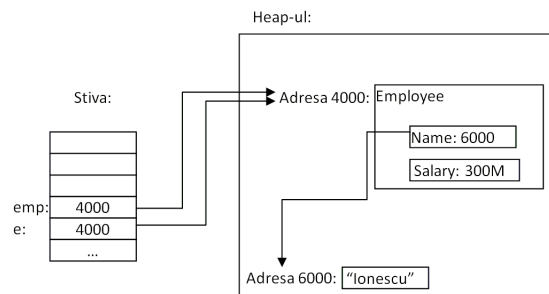 Heap-ul:
Stiva:
Adresa 4000:
Employee
Name: 6000
Salary: 300M
emp:
4000
e:
4000
...
Adresa 6000:
“Ionescu”